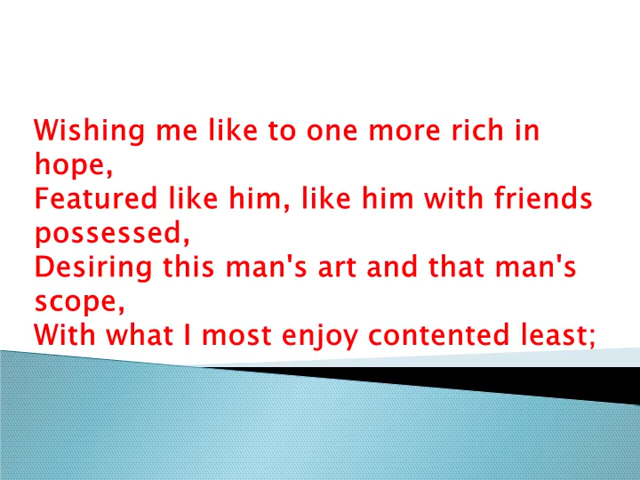 Wishing me like to one more rich in
hope,
Featured like him, like him with friends
possessed,
Desiring this man's art and that man's
scope,
With what I most enjoy contented least;